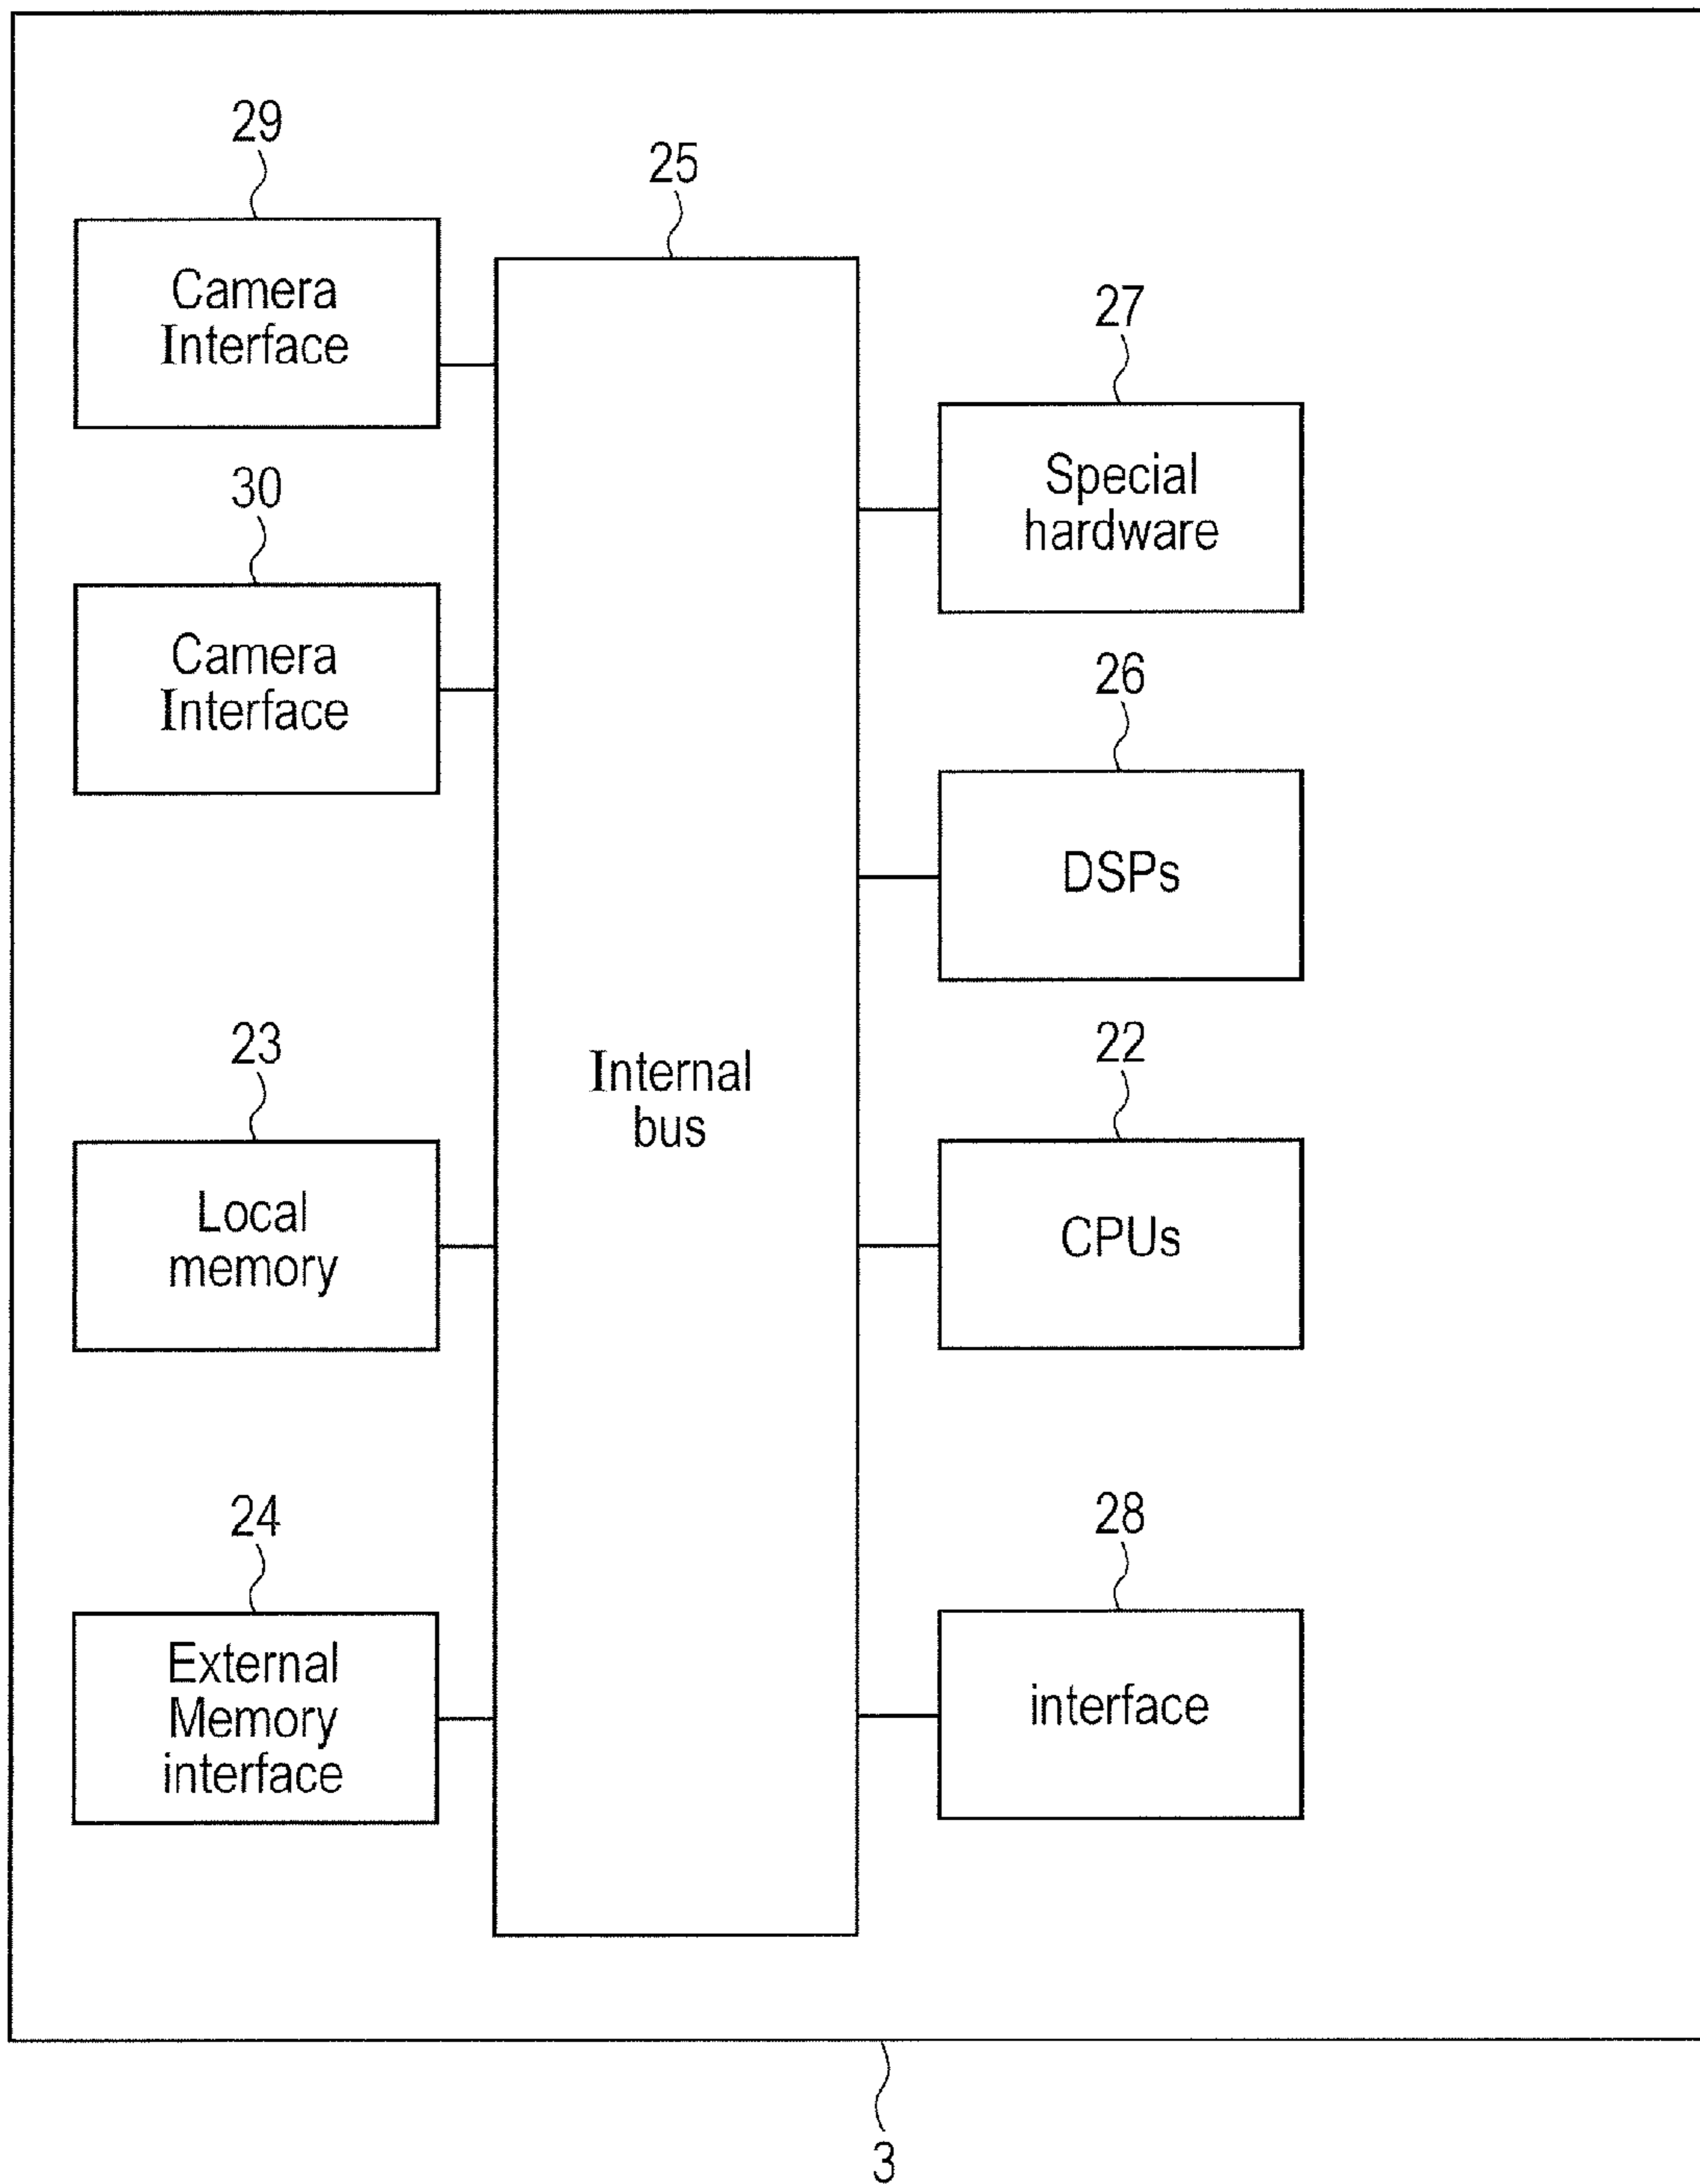 29
Camera
Interface
30
Camera
Interface
23
Local
memory
24
External
Memory
interface
25
Internal
bus
27
Special
hardware
26
DSPs
22
CPUs
28
interface
3